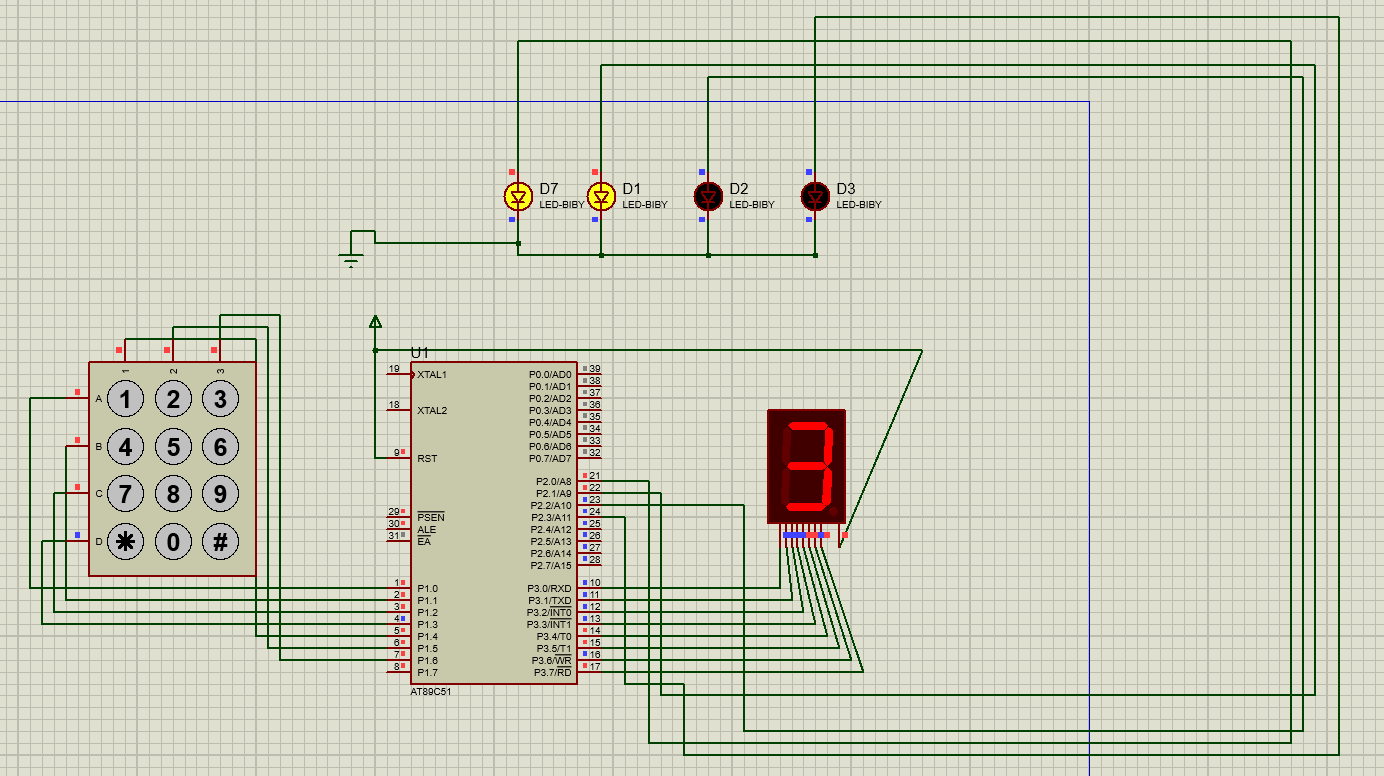 D7
LED-BIBY
D1
LED-BIBY
D2
LED-BIBY
D3
LED-BIBY
1 2 3
A 1 2 3
B 4 5 6
C 7 8 9
D * 0 #
U1
19 XTAL1
18 XTAL2
9 RST
29 PSEN
30 ALE
31 EA
1 P1.0
2 P1.1
3 P1.2
4 P1.3
5 P1.4
6 P1.5
7 P1.6
8 P1.7
P0.0/AD0 39
P0.1/AD1 38
P0.2/AD2 37
P0.3/AD3 36
P0.4/AD4 35
P0.5/AD5 34
P0.6/AD6 33
P0.7/AD7 32
P2.0/A8 21
P2.1/A9 22
P2.2/A10 23
P2.3/A11 24
P2.4/A12 25
P2.5/A13 26
P2.6/A14 27
P2.7/A15 28
P3.0/RXD 10
P3.1/TXD 11
P3.2/INT0 12
P3.3/INT1 13
P3.4/T0 14
P3.5/T1 15
P3.6/WR 16
P3.7/RD 17
AT89C51
3